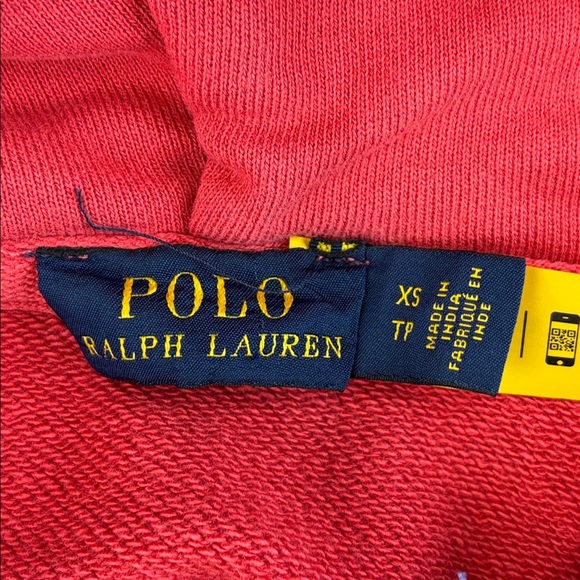 POLO
RALPH LAUREN
XS
TP
MADE IN
INDIA
FABRIQUÉ EN
INDE